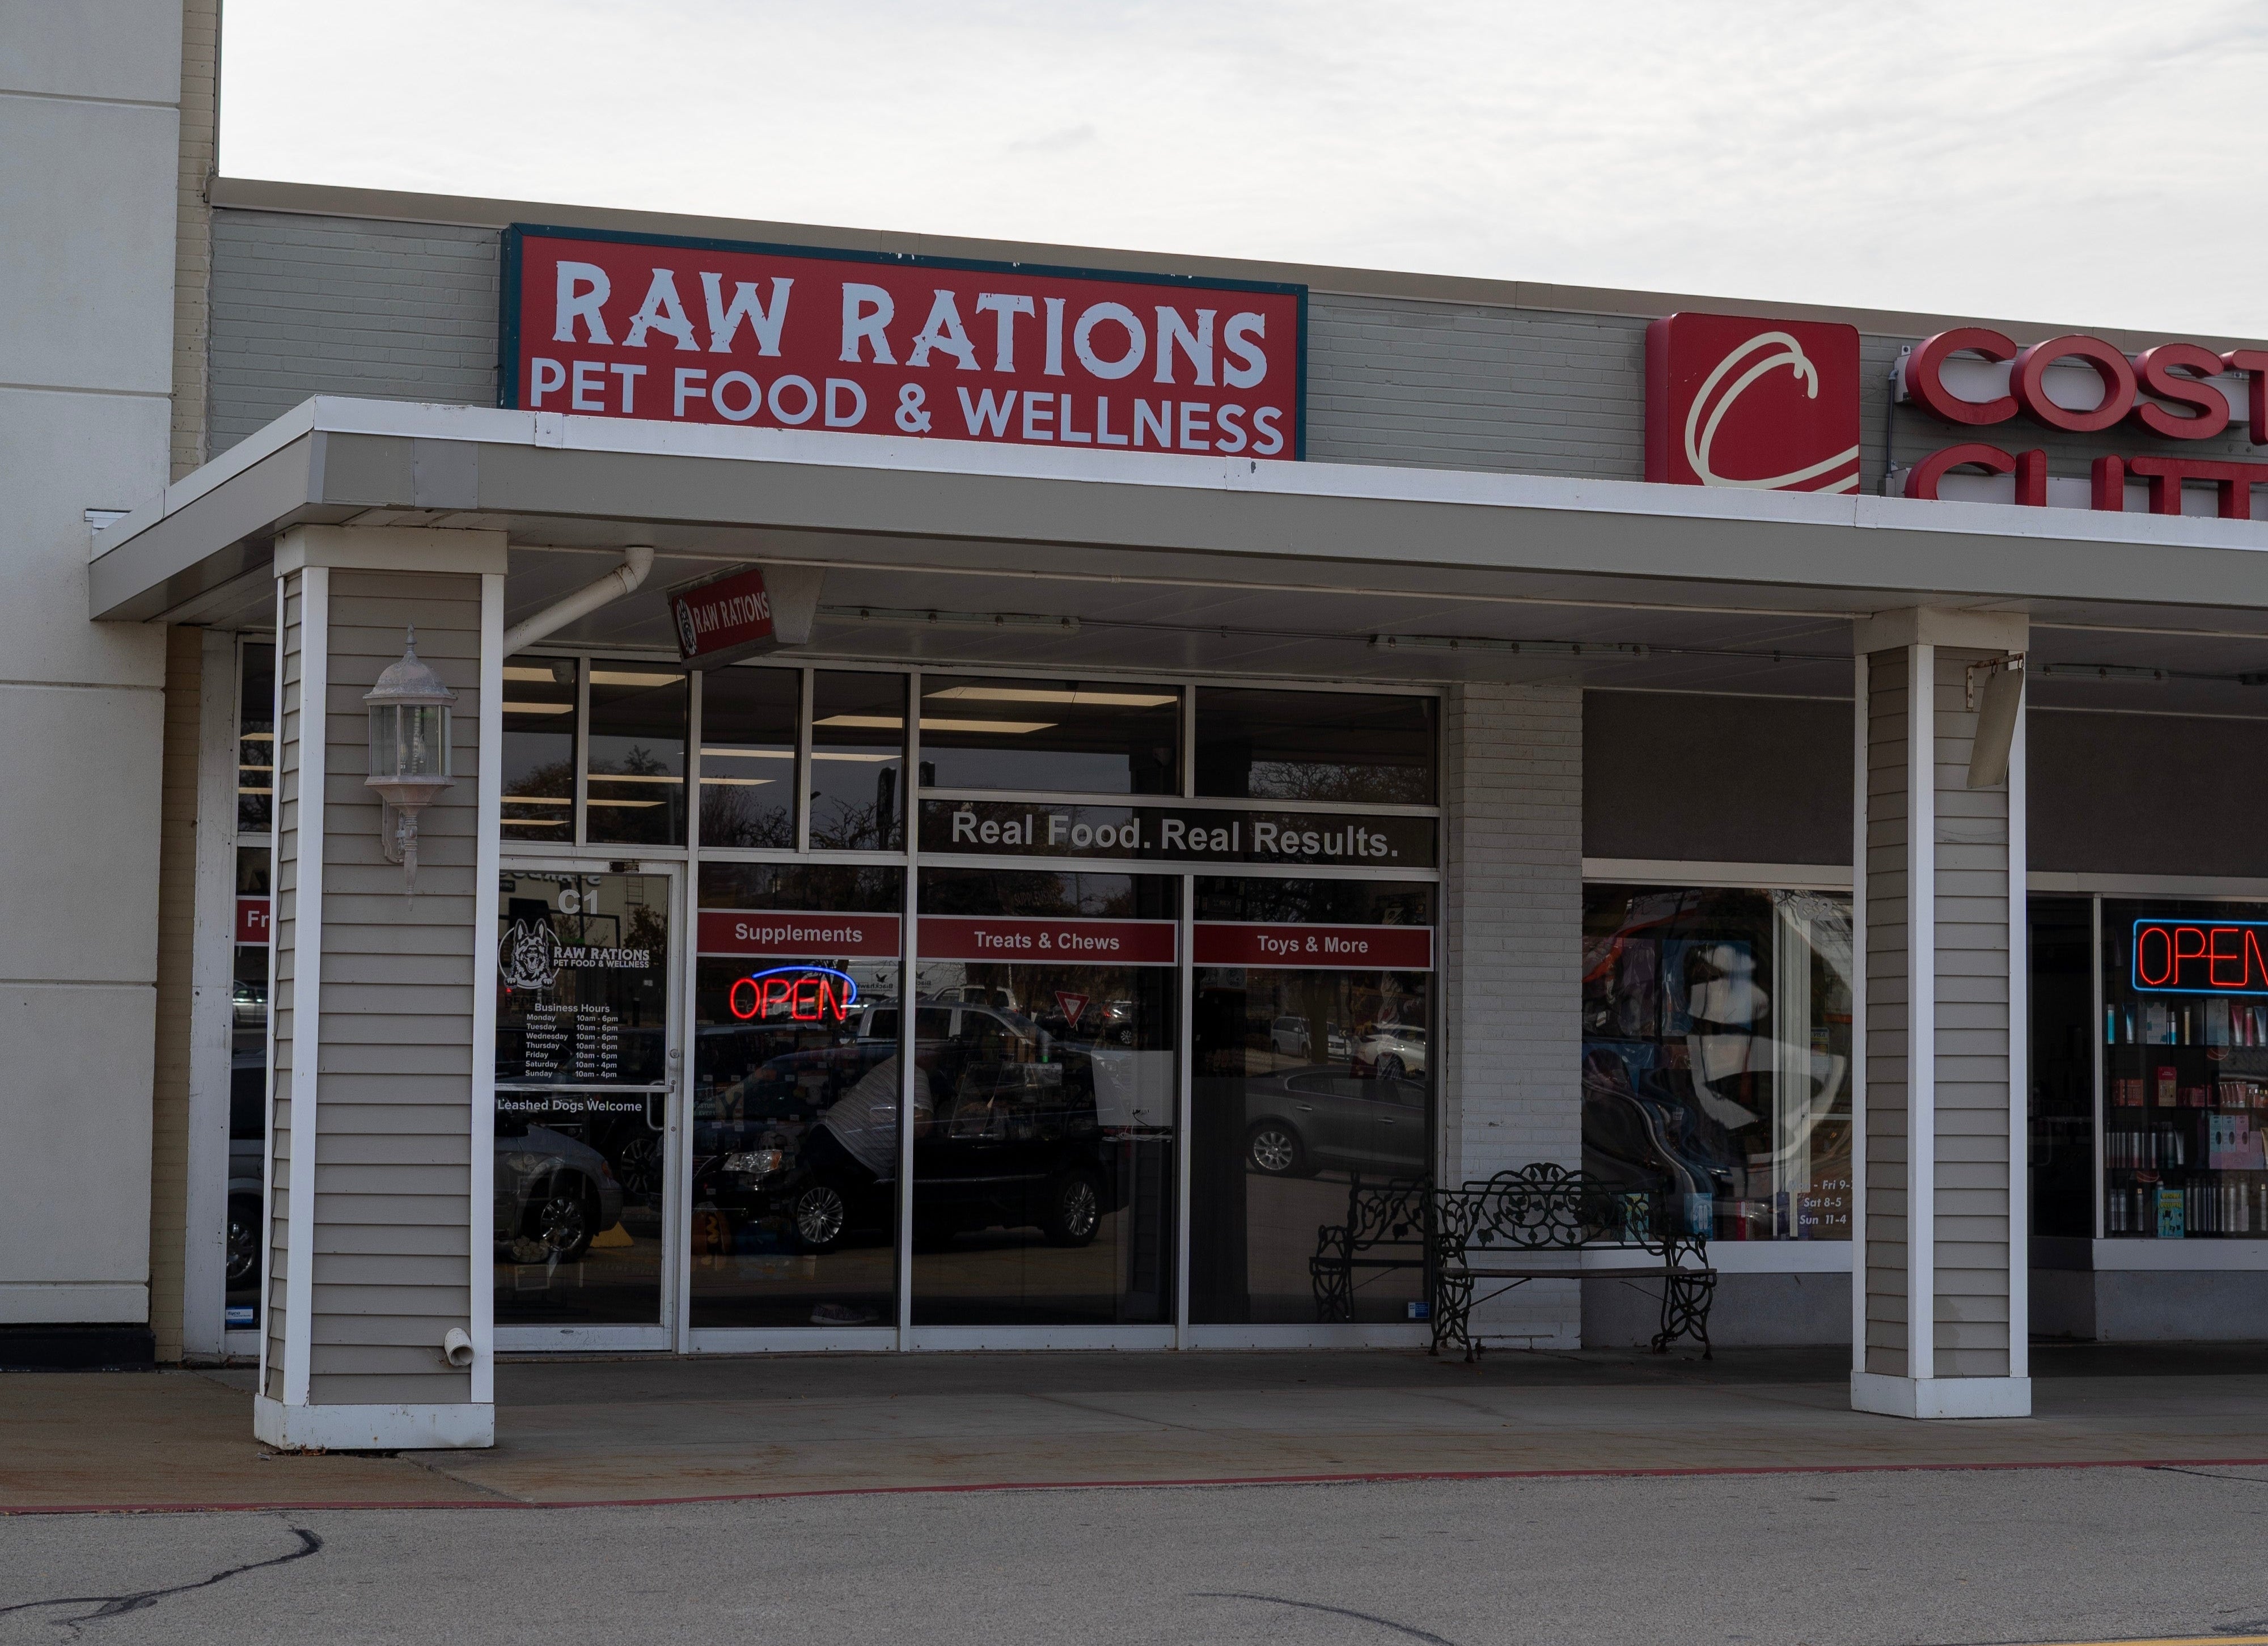 RAW RATIONS
PET FOOD & WELLNESS
COST
CUTT
RAW RATIONS
Real Food. Real Results.
C1
Fr
Supplements
Treats & Chews
Toys & More
RAW RATIONS
PET FOOD & WELLNESS
OPEN
OPEN
Business Hours
Monday 10am - 6pm
Tuesday 10am - 6pm
Wednesday 10am - 6pm
Thursday 10am - 6pm
Friday 10am - 6pm
Saturday 10am - 4pm
Sunday 10am - 4pm
Leashed Dogs Welcome
- Fri 9-
Sat 8-5
Sun 11-4